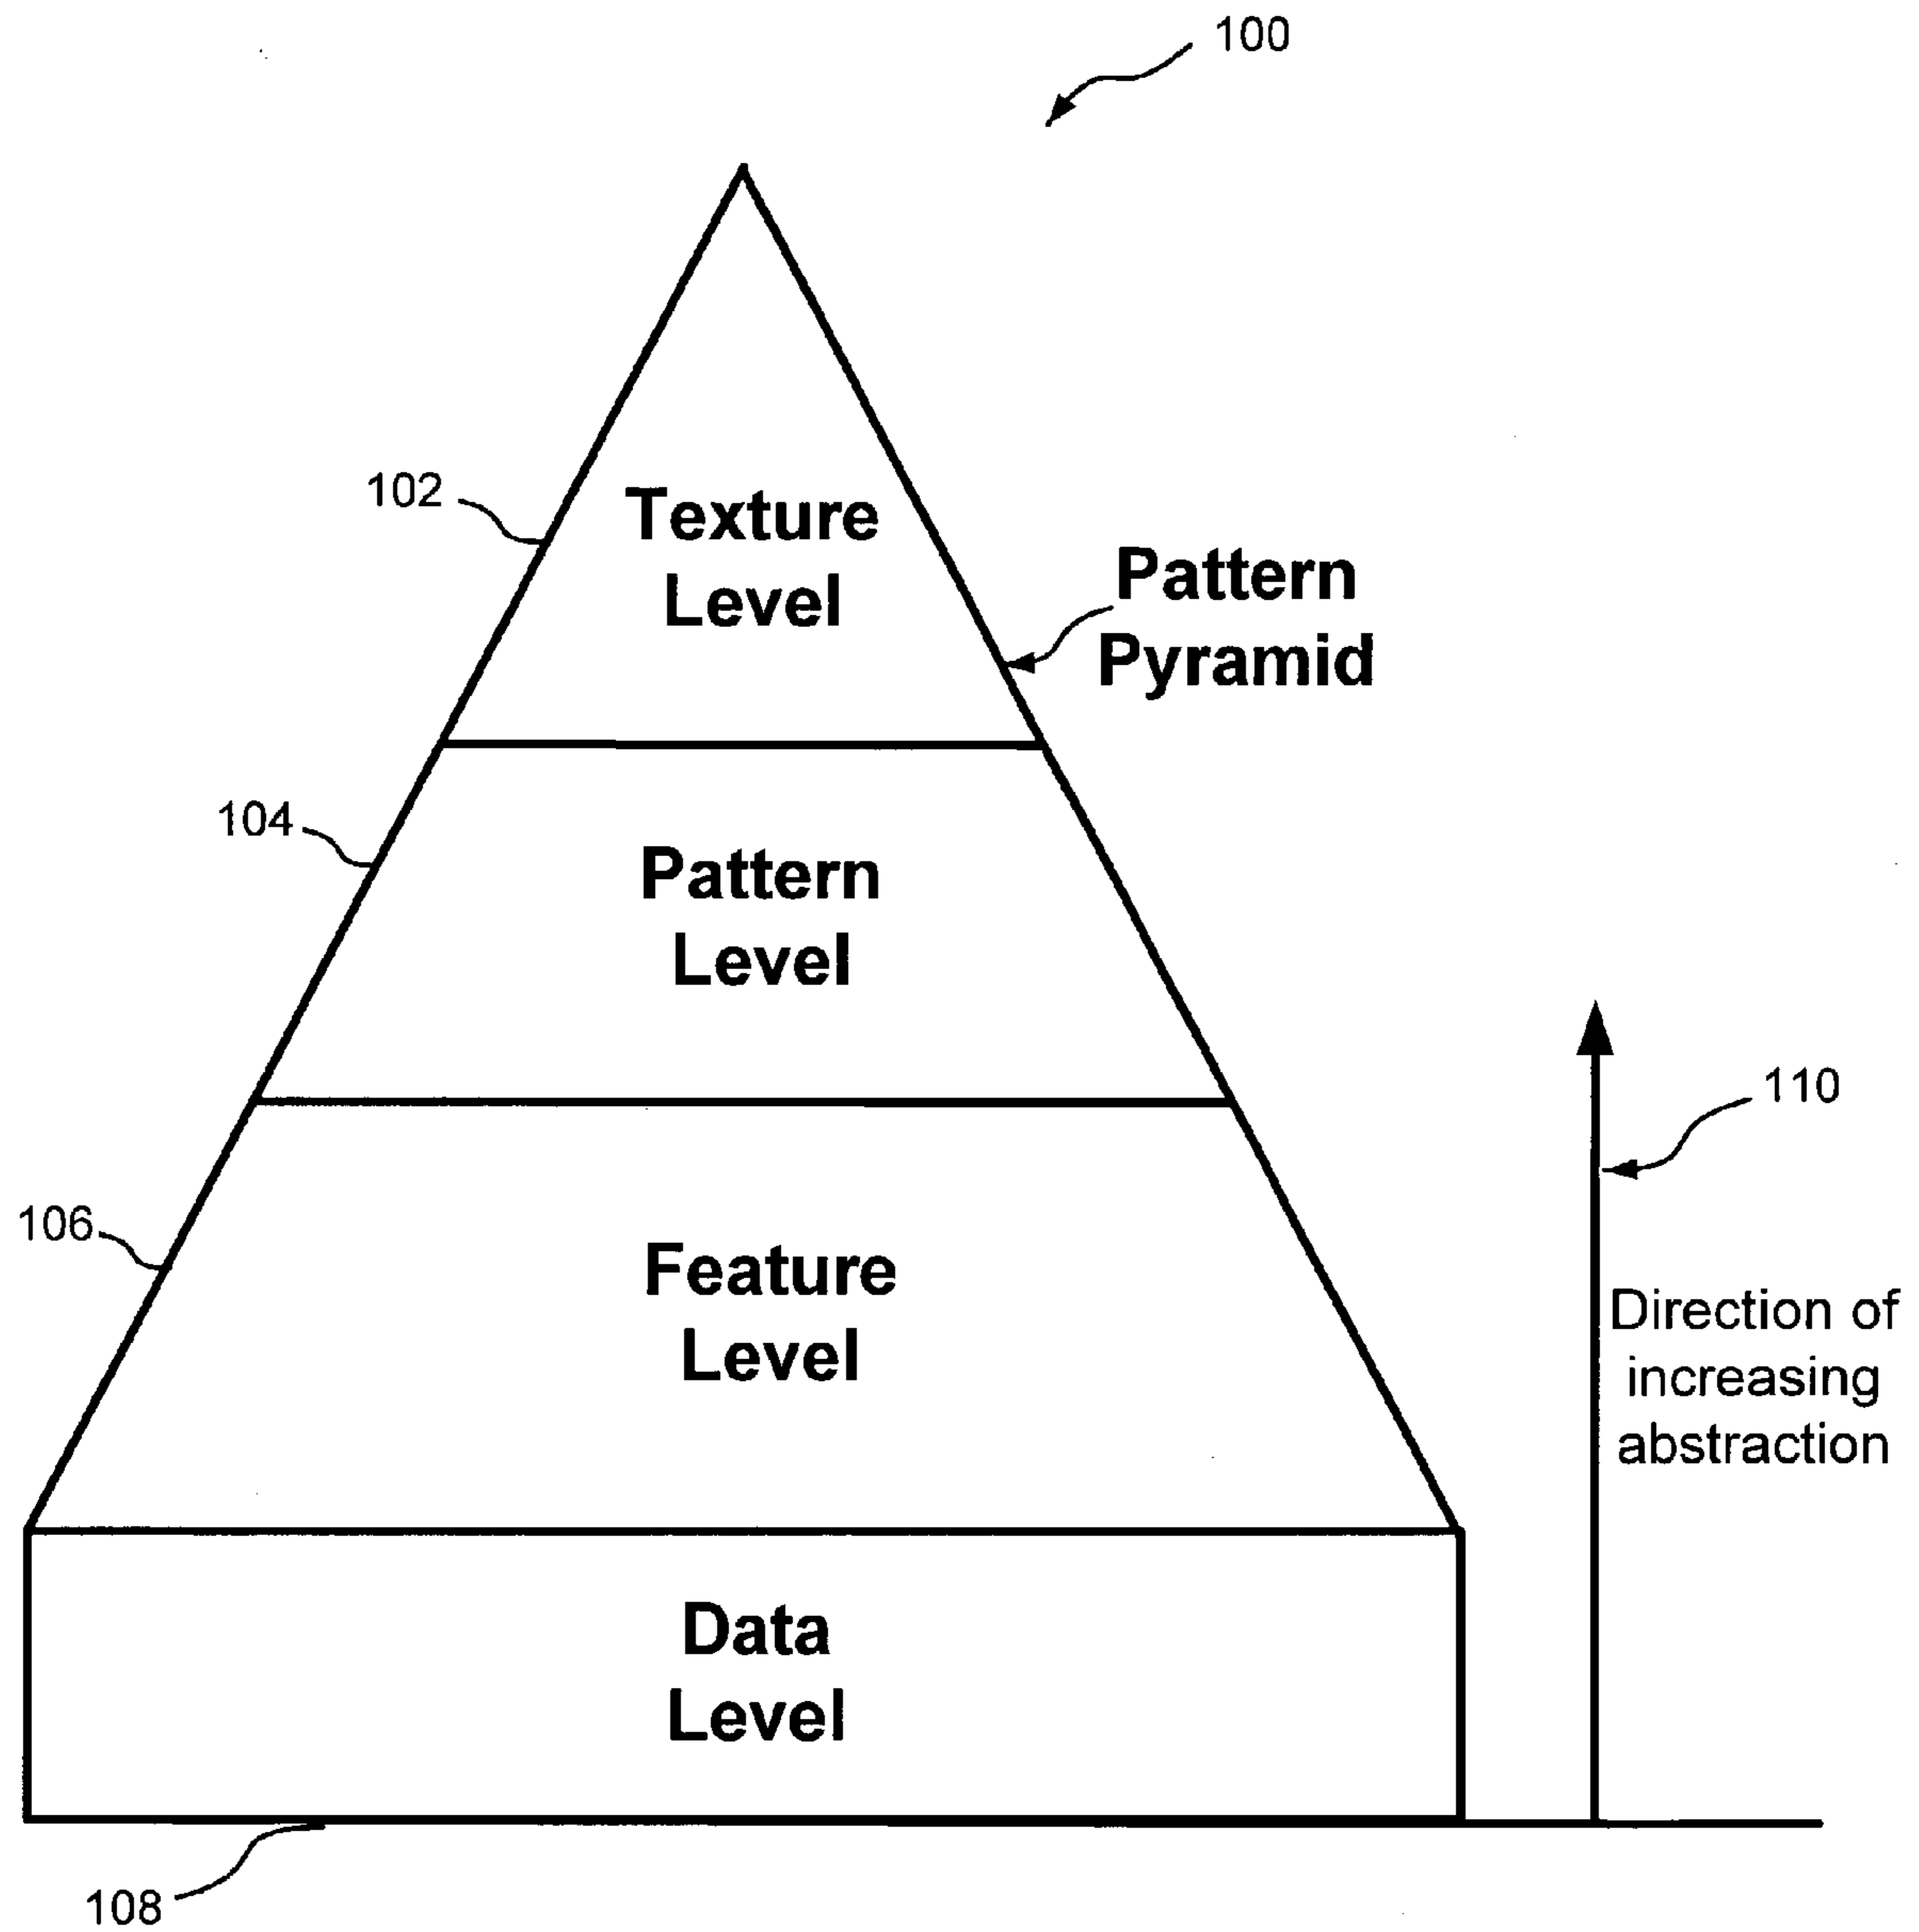 100
102
Texture
Level
Pattern
Pyramid
104
Pattern
Level
110
106
Feature
Level
Direction of
increasing
abstraction
Data
Level
108